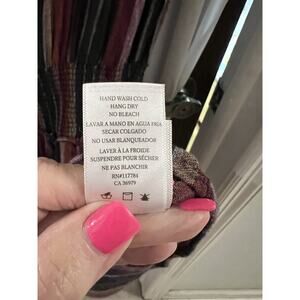 HAND WASH COLD
HANG DRY
NO BLEACH
LAVAR A MANO EN AGUA FRIA
SECAR COLGADO
NO USAR BLANQUEADOR
LAVER À LA FROIDE
SUSPENDRE POUR SÉCHER
NE PAS BLANCHIR
RN#117784
CA 36979